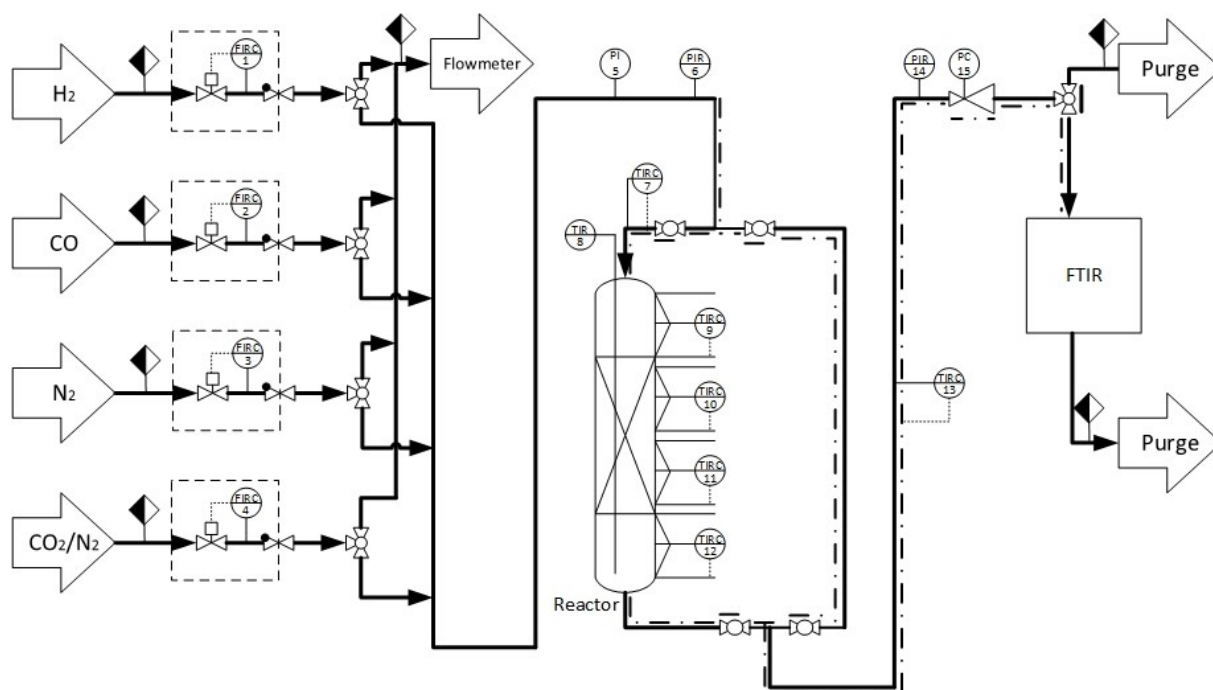 H2
FIRC
1
Flowmeter
PI
5
PIR
6
PIR
14
PC
15
Purge
TIRC
7
TIR
8
CO
FIRC
2
FTIR
TIRC
9
N2
FIRC
3
TIRC
10
TIRC
13
Purge
TIRC
11
CO2/N2
FIRC
4
TIRC
12
Reactor